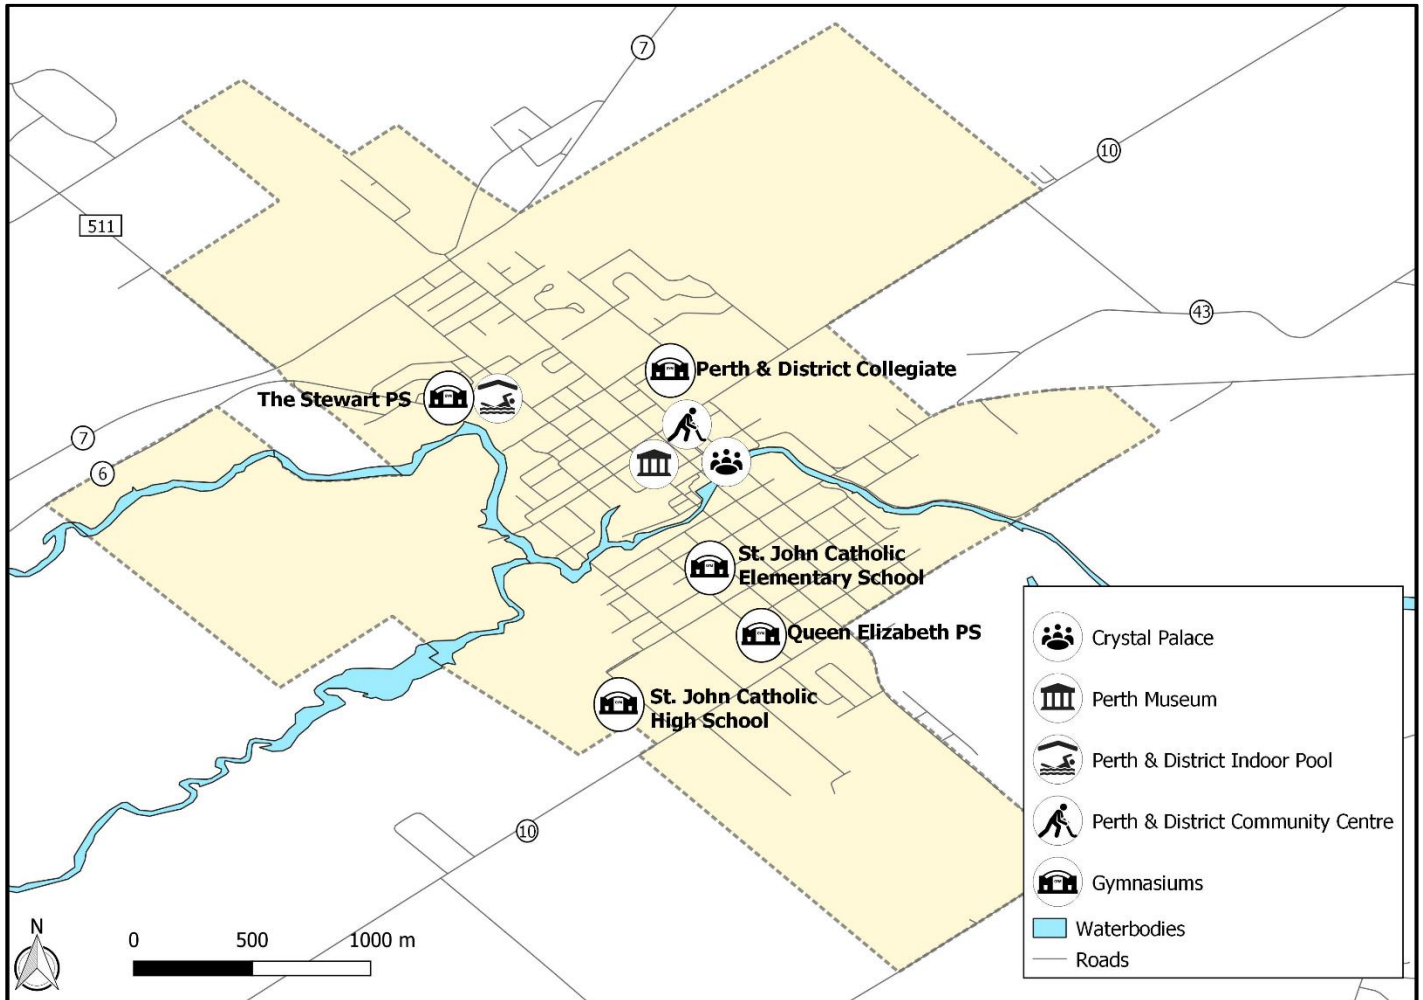 7
10
511
43
Perth & District Collegiate
The Stewart PS
7
6
St. John Catholic
Elementary School
Queen Elizabeth PS
St. John Catholic
High School
10
Crystal Palace
Perth Museum
Perth & District Indoor Pool
Perth & District Community Centre
Gymnasiums
Waterbodies
Roads
N
0 500 1000 m